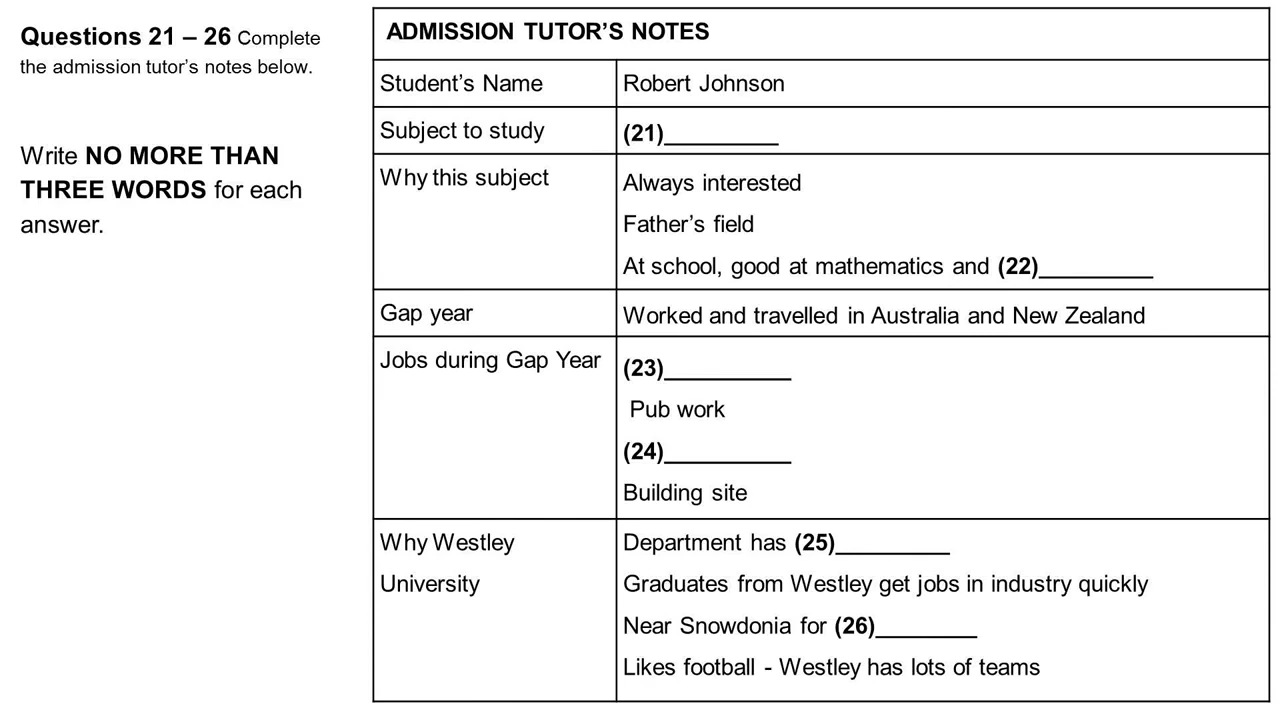 Questions 21 – 26 Complete
the admission tutor’s notes below.
Write NO MORE THAN
THREE WORDS for each
answer.
ADMISSION TUTOR’S NOTES
Student’s Name
Robert Johnson
Subject to study
(21)_________
Why this subject
Always interested
Father’s field
At school, good at mathematics and (22)_________
Gap year
Worked and travelled in Australia and New Zealand
Jobs during Gap Year
(23)__________
Pub work
(24)__________
Building site
Why Westley
University
Department has (25)_________
Graduates from Westley get jobs in industry quickly
Near Snowdonia for (26)________
Likes football - Westley has lots of teams